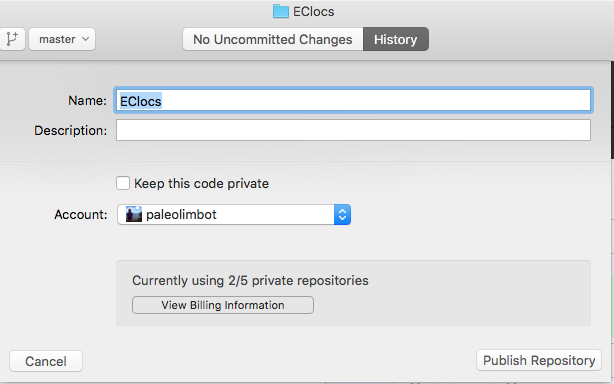 EClocs
master
No Uncommitted Changes
History
Name: EClocs
Description:
Keep this code private
Account: paleolimbot
Currently using 2/5 private repositories
View Billing Information
Cancel
Publish Repository